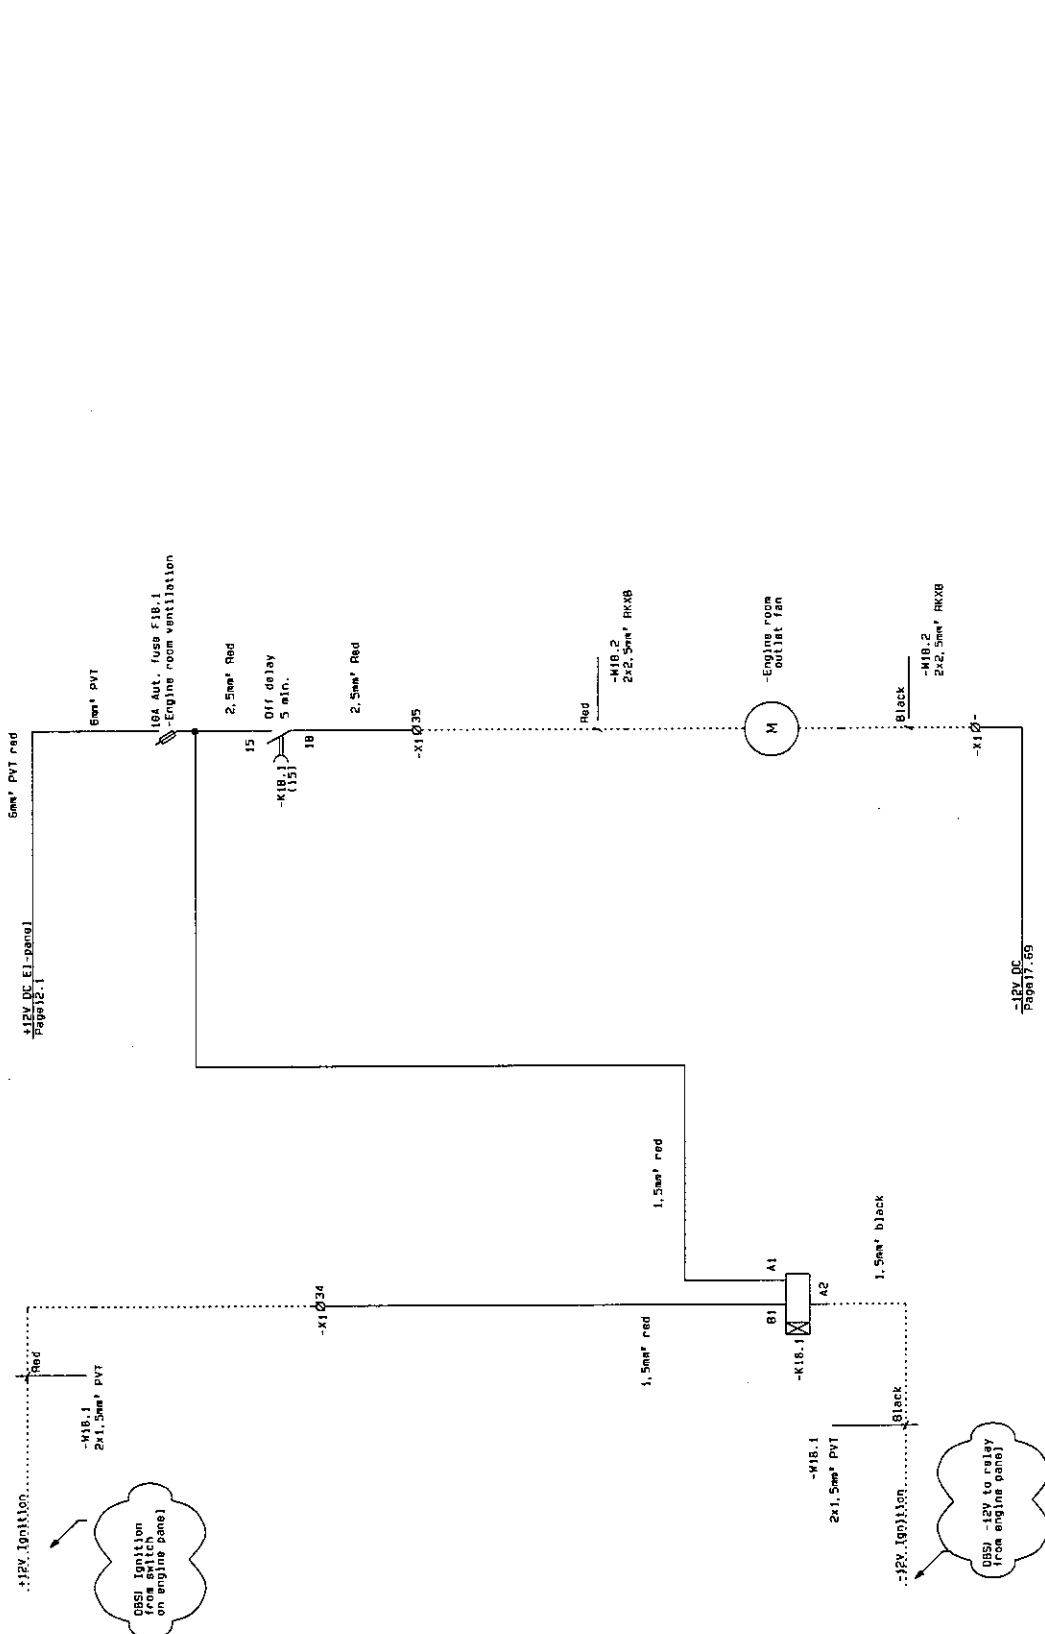 +12V Ignition
OBS! Ignition
from switch
on engine panel
Red
-W18.1
2x1,5mm² PVT
-X1 34
1,5mm² red
B1
A1
A2
-K18.1
1,5mm² red
1,5mm² black
Black
-W18.1
2x1,5mm² PVT
-12V Ignition
OBS! -12V to relay
from engine panel
+12V DC El-panel
Page12.1
6mm² PVT red
6mm² PVT
10A Aut. fuse F18.1
-Engine room ventilation
2,5mm² Red
15
Off delay
5 min.
-K18.1
(15)
18
2,5mm² Red
-X1 35
Red
-W18.2
2x2,5mm² RKXB
M
-Engine room
outlet fan
Black
-W18.2
2x2,5mm² RKXB
-X1 -
-12V DC
Page17.69